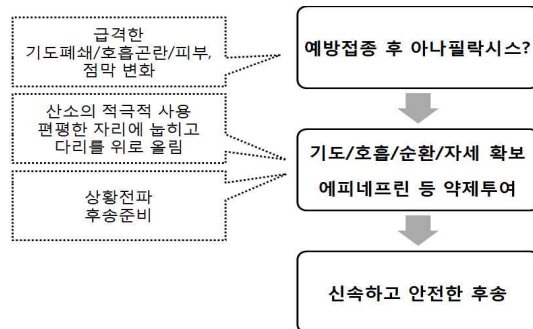 급격한
기도폐쇄/호흡곤란/피부,
점막 변화
예방접종 후 아나필락시스?
산소의 적극적 사용
편평한 자리에 눕히고
다리를 위로 올림
기도/호흡/순환/자세 확보
에피네프린 등 약제투여
상황전파
후송준비
신속하고 안전한 후송